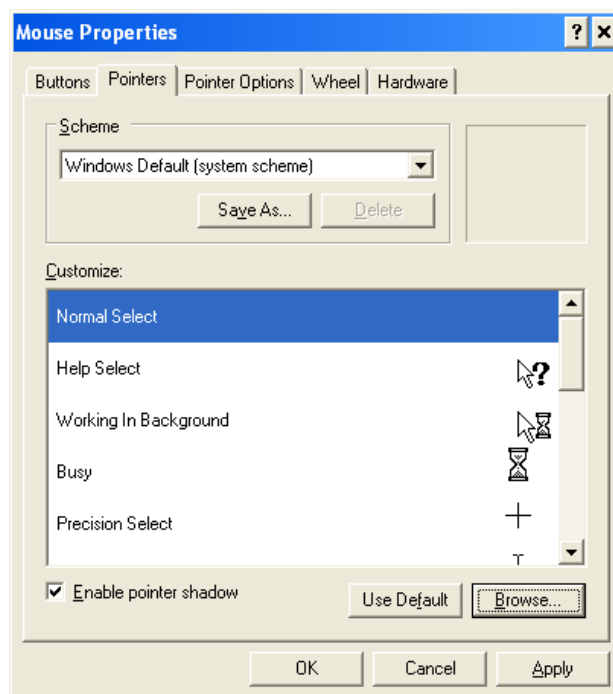 Mouse Properties
Buttons Pointers Pointer Options Wheel Hardware
Scheme
Windows Default (system scheme)
Save As... Delete
Customize:
Normal Select
Help Select
Working In Background
Busy
Precision Select
Enable pointer shadow
Use Default Browse...
OK Cancel Apply